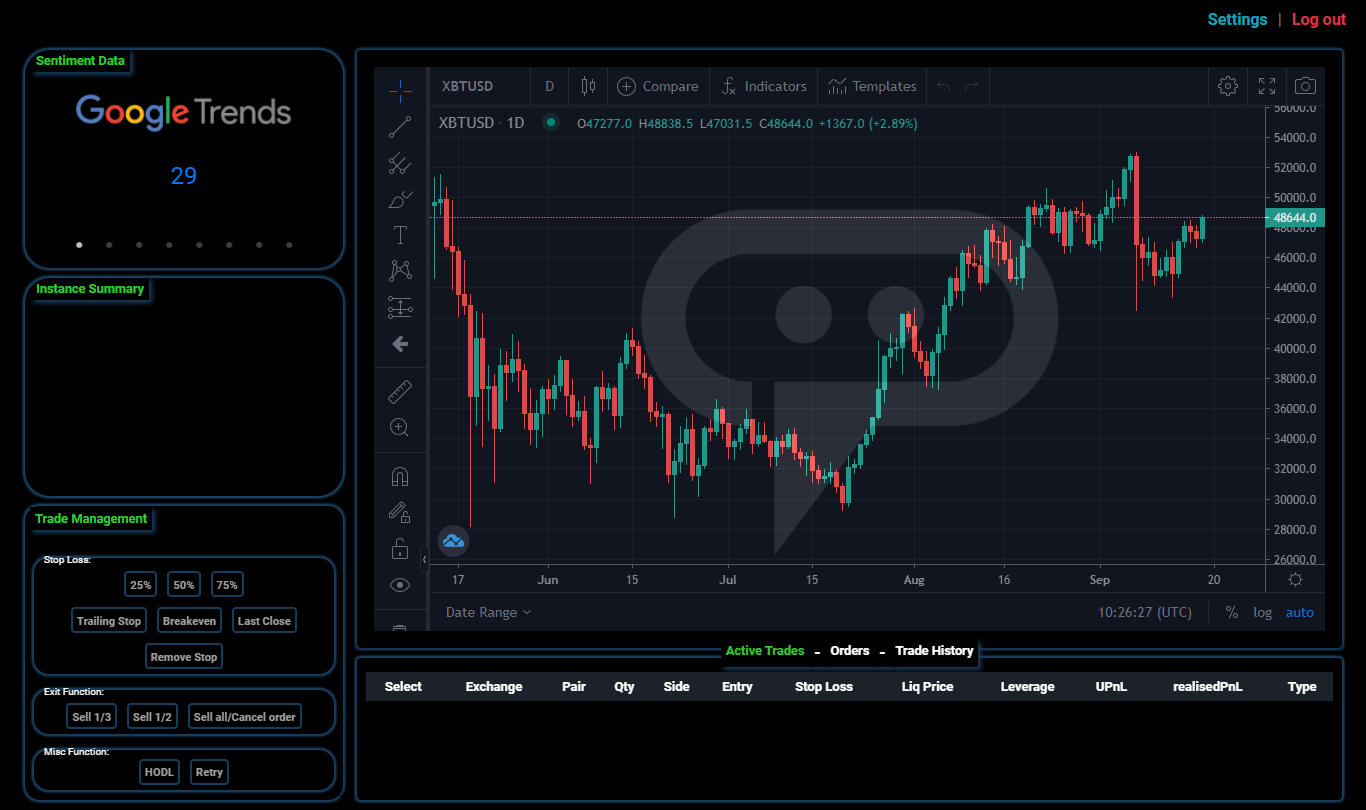 Settings | Log out
Sentiment Data
Google Trends
29
Instance Summary
Trade Management
Stop Loss:
25% 50% 75%
Trailing Stop Breakeven Last Close
Remove Stop
Exit Function:
Sell 1/3 Sell 1/2 Sell all/Cancel order
Misc Function:
HODL Retry
XBTUSD D Compare Indicators Templates
XBTUSD · 1D O47277.0 H48838.5 L47031.5 C48644.0 +1367.0 (+2.89%)
56000.0
54000.0
52000.0
50000.0
48644.0
48000.0
46000.0
44000.0
42000.0
40000.0
38000.0
36000.0
34000.0
32000.0
30000.0
28000.0
26000.0
17 Jun 15 Jul 15 Aug 16 Sep 20
Date Range 10:26:27 (UTC) % log auto
Active Trades - Orders - Trade History
Select Exchange Pair Qty Side Entry Stop Loss Liq Price Leverage UPnL realisedPnL Type